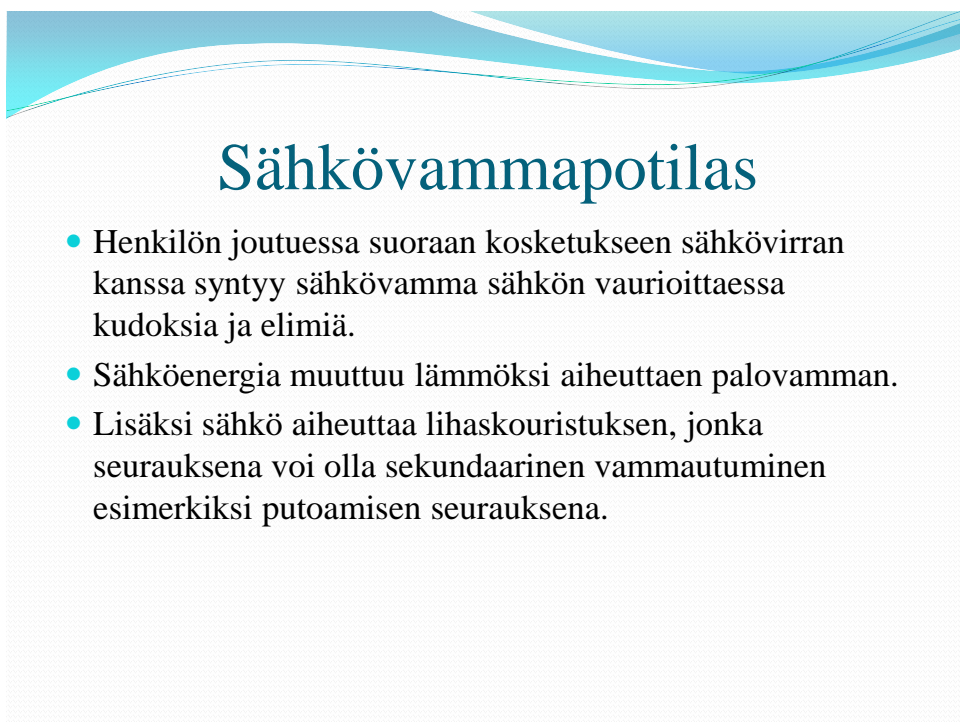 Sähkövammapotilas
• Henkilön joutuessa suoraan kosketukseen sähkövirran
kanssa syntyy sähkövamma sähkön vaurioittaessa
kudoksia ja elimiä.
• Sähköenergia muuttuu lämmöksi aiheuttaen palovamman.
• Lisäksi sähkö aiheuttaa lihaskouristuksen, jonka
seurauksena voi olla sekundaarinen vammautuminen
esimerkiksi putoamisen seurauksena.